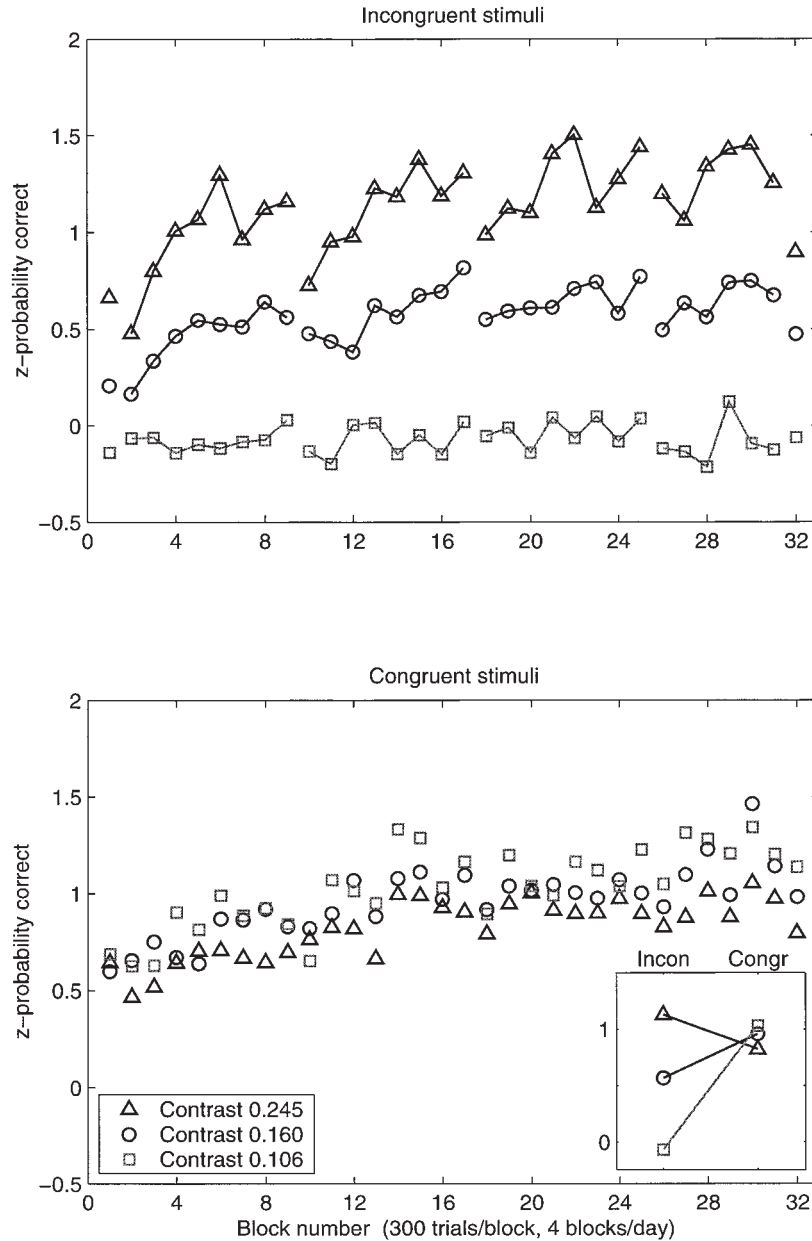 Incongruent stimuli
2
1.5
1
0.5
0
−0.5
z−probability correct
0 4 8 12 16 20 24 28 32
Congruent stimuli
2
1.5
1
0.5
0
−0.5
z−probability correct
Incon Congr
1
0
Contrast 0.245
Contrast 0.160
Contrast 0.106
0 4 8 12 16 20 24 28 32
Block number (300 trials/block, 4 blocks/day)